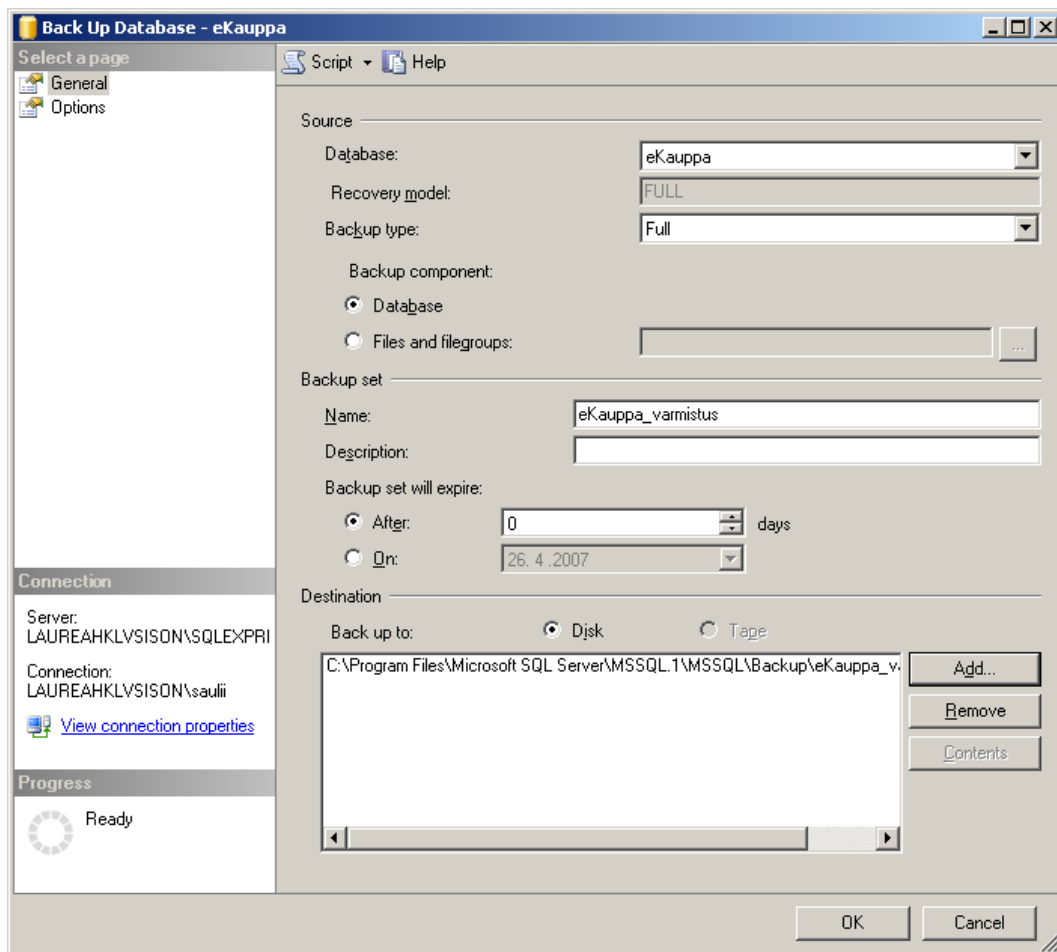 Back Up Database - eKauppa
Select a page
General
Options
Script Help
Source
Database: eKauppa
Recovery model: FULL
Backup type: Full
Backup component:
Database
Files and filegroups: ...
Backup set
Name: eKauppa_varmistus
Description:
Backup set will expire:
After: 0 days
On: 26. 4 .2007
Destination
Back up to: Disk Tape
C:\Program Files\Microsoft SQL Server\MSSQL.1\MSSQL\Backup\eKauppa_v
Add...
Remove
Contents
Connection
Server:
LAUREAHKLVSISON\SQLEXPR
Connection:
LAUREAHKLVSISON\saulii
View connection properties
Progress
Ready
OK Cancel